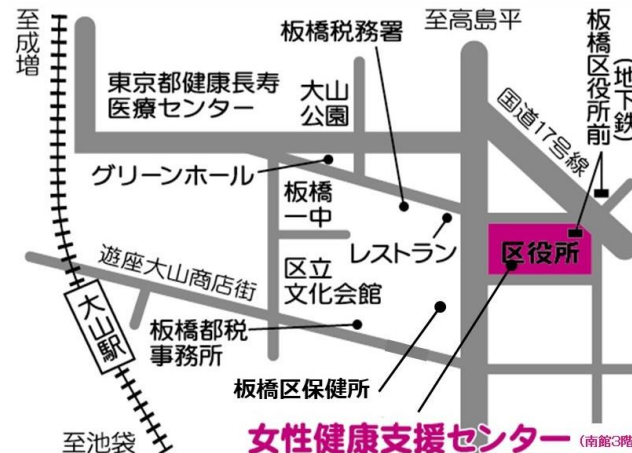 至成増
板橋税務署
至高島平
板橋区役所前
(地下鉄)
東京都健康長寿
医療センター
大山
公園
国道17号線
グリーンホール
板橋
一中
レストラン
区役所
遊座大山商店街
区立
文化会館
大山駅
板橋都税
事務所
板橋区保健所
至池袋
女性健康支援センター
(南館3階